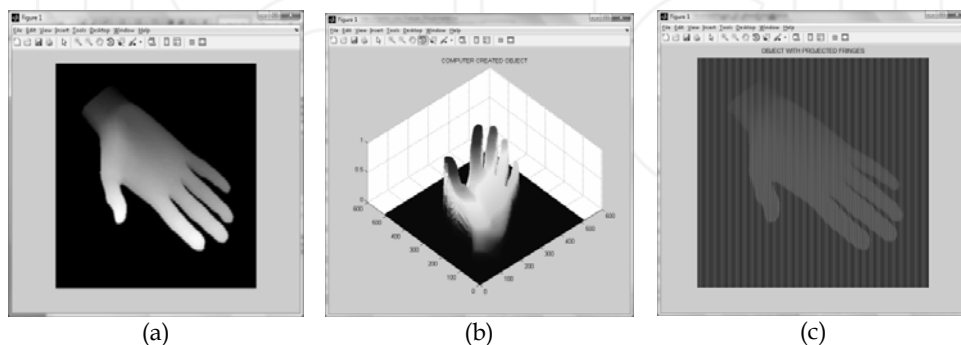 Figure 1
File Edit View Insert Tools Desktop Window Help
Figure 1
File Edit View Insert Tools Desktop Window Help
COMPUTER CREATED OBJECT
1
0.5
0
600
500
400
300
200
100
0
0
100
200
300
400
500
600
Figure 1
File Edit View Insert Tools Desktop Window Help
OBJECT WITH PROJECTED FRINGES
(a)
(b)
(c)